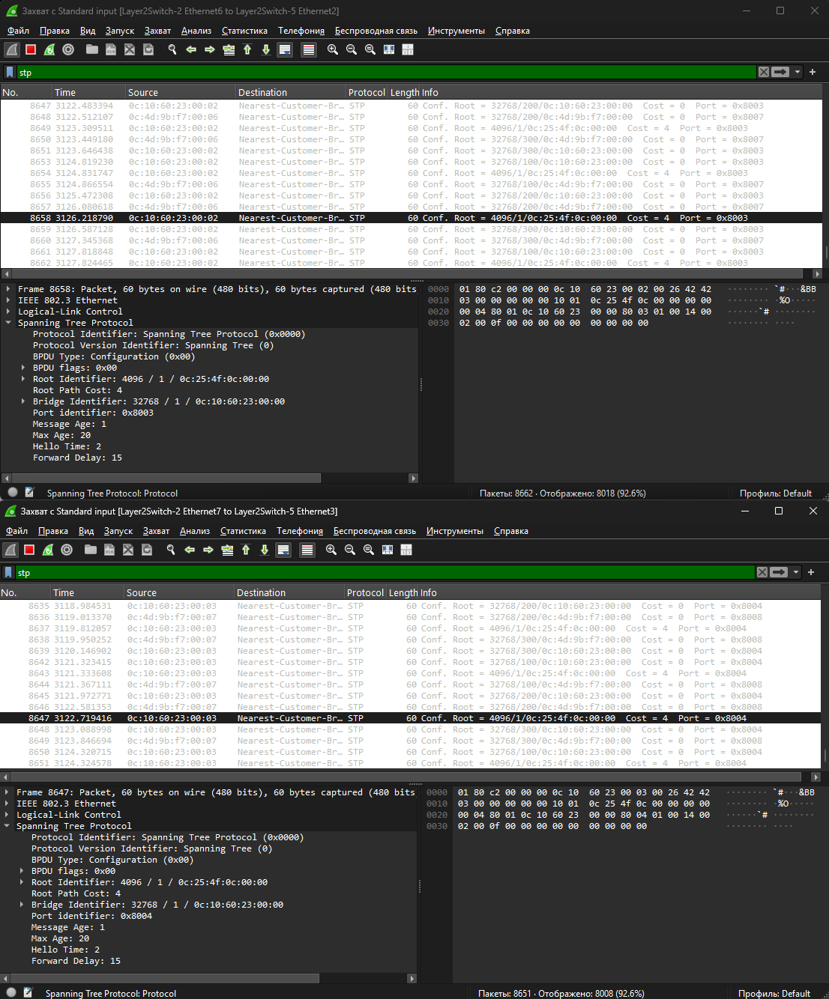 Захват с Standard input [Layer2Switch-2 Ethernet6 to Layer2Switch-5 Ethernet2]
Файл Правка Вид Запуск Захват Анализ Статистика Телефония Беспроводная связь Инструменты Справка
stp
No. Time Source Destination Protocol Length Info
8647 3122.483394 0c:10:60:23:00:02 Nearest-Customer-Br… STP 60 Conf. Root = 32768/200/0c:10:60:23:00:00 Cost = 0 Port = 0x8003
8648 3122.512107 0c:4d:9b:f7:00:06 Nearest-Customer-Br… STP 60 Conf. Root = 32768/200/0c:4d:9b:f7:00:00 Cost = 0 Port = 0x8007
8649 3123.309511 0c:10:60:23:00:02 Nearest-Customer-Br… STP 60 Conf. Root = 4096/1/0c:25:4f:0c:00:00 Cost = 4 Port = 0x8003
8650 3123.449180 0c:4d:9b:f7:00:06 Nearest-Customer-Br… STP 60 Conf. Root = 32768/300/0c:4d:9b:f7:00:00 Cost = 0 Port = 0x8007
8651 3123.646438 0c:10:60:23:00:02 Nearest-Customer-Br… STP 60 Conf. Root = 32768/300/0c:10:60:23:00:00 Cost = 0 Port = 0x8003
8653 3124.819230 0c:10:60:23:00:02 Nearest-Customer-Br… STP 60 Conf. Root = 32768/100/0c:10:60:23:00:00 Cost = 0 Port = 0x8003
8654 3124.831747 0c:10:60:23:00:02 Nearest-Customer-Br… STP 60 Conf. Root = 4096/1/0c:25:4f:0c:00:00 Cost = 4 Port = 0x8003
8655 3124.866554 0c:4d:9b:f7:00:06 Nearest-Customer-Br… STP 60 Conf. Root = 32768/100/0c:4d:9b:f7:00:00 Cost = 0 Port = 0x8007
8656 3125.472308 0c:10:60:23:00:02 Nearest-Customer-Br… STP 60 Conf. Root = 32768/200/0c:10:60:23:00:00 Cost = 0 Port = 0x8003
8657 3126.080618 0c:4d:9b:f7:00:06 Nearest-Customer-Br… STP 60 Conf. Root = 32768/200/0c:4d:9b:f7:00:00 Cost = 0 Port = 0x8007
8658 3126.218790 0c:10:60:23:00:02 Nearest-Customer-Br… STP 60 Conf. Root = 4096/1/0c:25:4f:0c:00:00 Cost = 4 Port = 0x8003
8659 3126.587128 0c:10:60:23:00:02 Nearest-Customer-Br… STP 60 Conf. Root = 32768/300/0c:10:60:23:00:00 Cost = 0 Port = 0x8003
8660 3127.345368 0c:4d:9b:f7:00:06 Nearest-Customer-Br… STP 60 Conf. Root = 32768/300/0c:4d:9b:f7:00:00 Cost = 0 Port = 0x8007
8661 3127.818848 0c:10:60:23:00:02 Nearest-Customer-Br… STP 60 Conf. Root = 32768/100/0c:10:60:23:00:00 Cost = 0 Port = 0x8003
8662 3127.824465 0c:10:60:23:00:02 Nearest-Customer-Br… STP 60 Conf. Root = 4096/1/0c:25:4f:0c:00:00 Cost = 4 Port = 0x8003
Frame 8658: Packet, 60 bytes on wire (480 bits), 60 bytes captured (480 bits
IEEE 802.3 Ethernet
Logical-Link Control
Spanning Tree Protocol
Protocol Identifier: Spanning Tree Protocol (0x0000)
Protocol Version Identifier: Spanning Tree (0)
BPDU Type: Configuration (0x00)
BPDU flags: 0x00
Root Identifier: 4096 / 1 / 0c:25:4f:0c:00:00
Root Path Cost: 4
Bridge Identifier: 32768 / 1 / 0c:10:60:23:00:00
Port identifier: 0x8003
Message Age: 1
Max Age: 20
Hello Time: 2
Forward Delay: 15
0000 01 80 c2 00 00 00 0c 10 60 23 00 02 00 26 42 42 ········ `#···&BB
0010 03 00 00 00 00 00 10 01 0c 25 4f 0c 00 00 00 00 ········ ·%O·····
0020 00 04 80 01 0c 10 60 23 00 00 80 03 01 00 14 00 ······`# ········
0030 02 00 0f 00 00 00 00 00 00 00 00 00 ········ ····
Spanning Tree Protocol: Protocol
Пакеты: 8662 · Отображено: 8018 (92.6%)
Профиль: Default
Захват с Standard input [Layer2Switch-2 Ethernet7 to Layer2Switch-5 Ethernet3]
Файл Правка Вид Запуск Захват Анализ Статистика Телефония Беспроводная связь Инструменты Справка
stp
No. Time Source Destination Protocol Length Info
8635 3118.984531 0c:10:60:23:00:03 Nearest-Customer-Br… STP 60 Conf. Root = 32768/200/0c:10:60:23:00:00 Cost = 0 Port = 0x8004
8636 3119.013370 0c:4d:9b:f7:00:07 Nearest-Customer-Br… STP 60 Conf. Root = 32768/200/0c:4d:9b:f7:00:00 Cost = 0 Port = 0x8008
8637 3119.812057 0c:10:60:23:00:03 Nearest-Customer-Br… STP 60 Conf. Root = 4096/1/0c:25:4f:0c:00:00 Cost = 4 Port = 0x8004
8638 3119.950252 0c:4d:9b:f7:00:07 Nearest-Customer-Br… STP 60 Conf. Root = 32768/300/0c:4d:9b:f7:00:00 Cost = 0 Port = 0x8008
8639 3120.146902 0c:10:60:23:00:03 Nearest-Customer-Br… STP 60 Conf. Root = 32768/300/0c:10:60:23:00:00 Cost = 0 Port = 0x8004
8642 3121.323415 0c:10:60:23:00:03 Nearest-Customer-Br… STP 60 Conf. Root = 32768/100/0c:10:60:23:00:00 Cost = 0 Port = 0x8004
8643 3121.333608 0c:10:60:23:00:03 Nearest-Customer-Br… STP 60 Conf. Root = 4096/1/0c:25:4f:0c:00:00 Cost = 4 Port = 0x8004
8644 3121.367111 0c:4d:9b:f7:00:07 Nearest-Customer-Br… STP 60 Conf. Root = 32768/100/0c:4d:9b:f7:00:00 Cost = 0 Port = 0x8008
8645 3121.972771 0c:10:60:23:00:03 Nearest-Customer-Br… STP 60 Conf. Root = 32768/200/0c:10:60:23:00:00 Cost = 0 Port = 0x8004
8646 3122.581353 0c:4d:9b:f7:00:07 Nearest-Customer-Br… STP 60 Conf. Root = 32768/200/0c:4d:9b:f7:00:00 Cost = 0 Port = 0x8008
8647 3122.719416 0c:10:60:23:00:03 Nearest-Customer-Br… STP 60 Conf. Root = 4096/1/0c:25:4f:0c:00:00 Cost = 4 Port = 0x8004
8648 3123.088998 0c:10:60:23:00:03 Nearest-Customer-Br… STP 60 Conf. Root = 32768/300/0c:10:60:23:00:00 Cost = 0 Port = 0x8004
8649 3123.846694 0c:4d:9b:f7:00:07 Nearest-Customer-Br… STP 60 Conf. Root = 32768/300/0c:4d:9b:f7:00:00 Cost = 0 Port = 0x8008
8650 3124.320715 0c:10:60:23:00:03 Nearest-Customer-Br… STP 60 Conf. Root = 32768/100/0c:10:60:23:00:00 Cost = 0 Port = 0x8004
8651 3124.324578 0c:10:60:23:00:03 Nearest-Customer-Br… STP 60 Conf. Root = 4096/1/0c:25:4f:0c:00:00 Cost = 4 Port = 0x8004
Frame 8647: Packet, 60 bytes on wire (480 bits), 60 bytes captured (480 bits
IEEE 802.3 Ethernet
Logical-Link Control
Spanning Tree Protocol
Protocol Identifier: Spanning Tree Protocol (0x0000)
Protocol Version Identifier: Spanning Tree (0)
BPDU Type: Configuration (0x00)
BPDU flags: 0x00
Root Identifier: 4096 / 1 / 0c:25:4f:0c:00:00
Root Path Cost: 4
Bridge Identifier: 32768 / 1 / 0c:10:60:23:00:00
Port identifier: 0x8004
Message Age: 1
Max Age: 20
Hello Time: 2
Forward Delay: 15
0000 01 80 c2 00 00 00 0c 10 60 23 00 03 00 26 42 42 ········ `#···&BB
0010 03 00 00 00 00 00 10 01 0c 25 4f 0c 00 00 00 00 ········ ·%O·····
0020 00 04 80 01 0c 10 60 23 00 00 80 04 01 00 14 00 ······`# ········
0030 02 00 0f 00 00 00 00 00 00 00 00 00 ········ ····
Spanning Tree Protocol: Protocol
Пакеты: 8651 · Отображено: 8008 (92.6%)
Профиль: Default